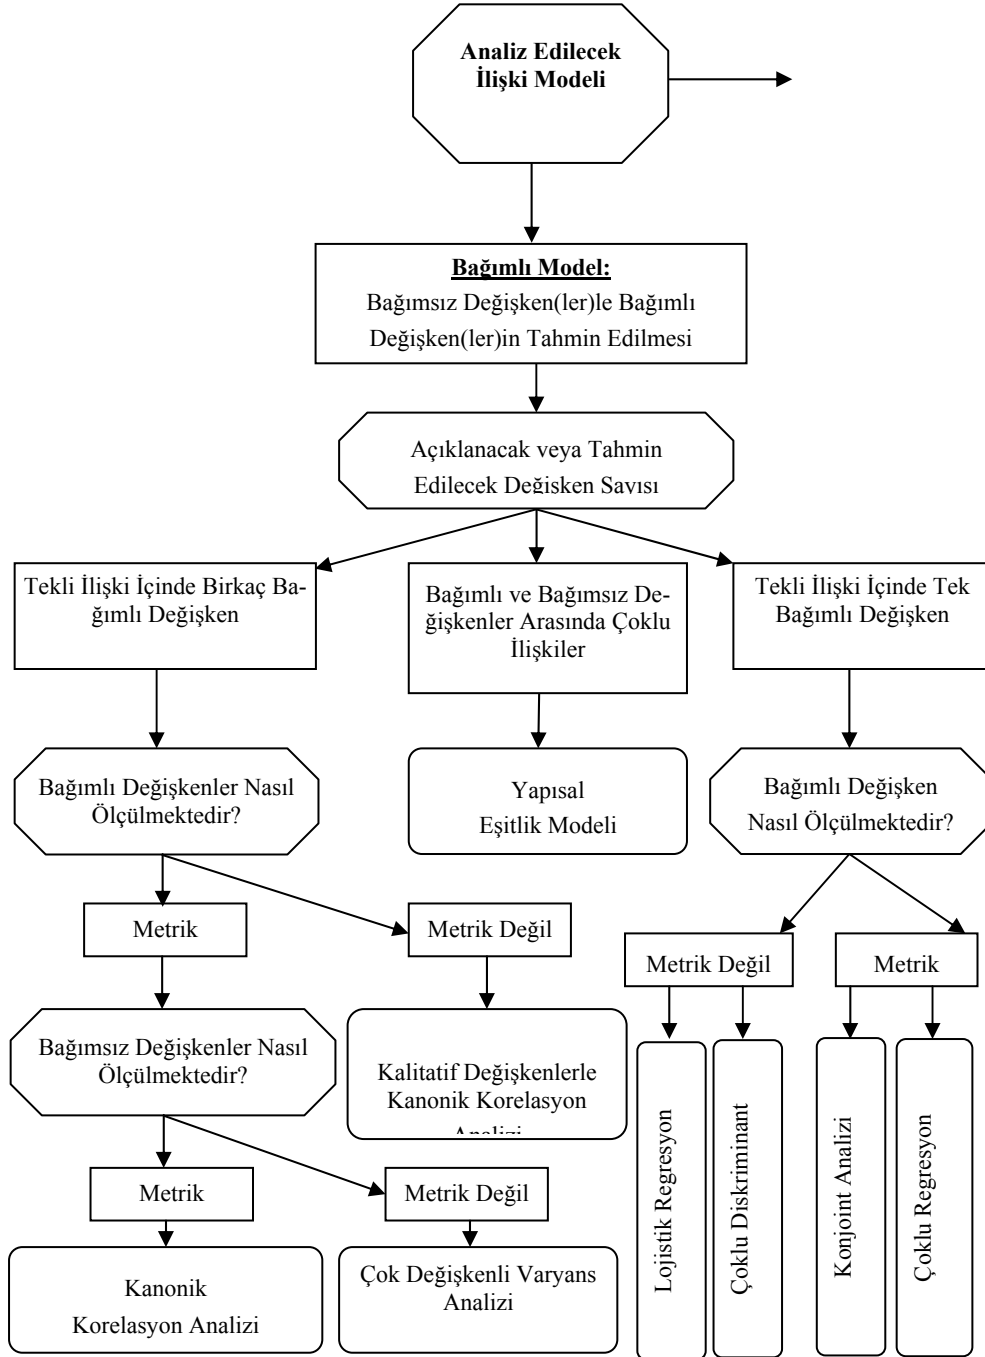 Analiz Edilecek
İlişki Modeli
Bağımlı Model:
Bağımsız Değişken(ler)le Bağımlı
Değişken(ler)in Tahmin Edilmesi
Açıklanacak veya Tahmin
Edilecek Değişken Sayısı
Tekli İlişki İçinde Birkaç Ba-
ğımlı Değişken
Bağımlı ve Bağımsız De-
ğişkenler Arasında Çoklu
İlişkiler
Tekli İlişki İçinde Tek
Bağımlı Değişken
Bağımlı Değişkenler Nasıl
Ölçülmektedir?
Yapısal
Eşitlik Modeli
Bağımlı Değişken
Nasıl Ölçülmektedir?
Metrik
Metrik Değil
Metrik Değil
Metrik
Bağımsız Değişkenler Nasıl
Ölçülmektedir?
Kalitatif Değişkenlerle
Kanonik Korelasyon
Analizi
Lojistik Regresyon
Çoklu Diskriminant
Konjoint Analizi
Çoklu Regresyon
Metrik
Metrik Değil
Kanonik
Korelasyon Analizi
Çok Değişkenli Varyans
Analizi